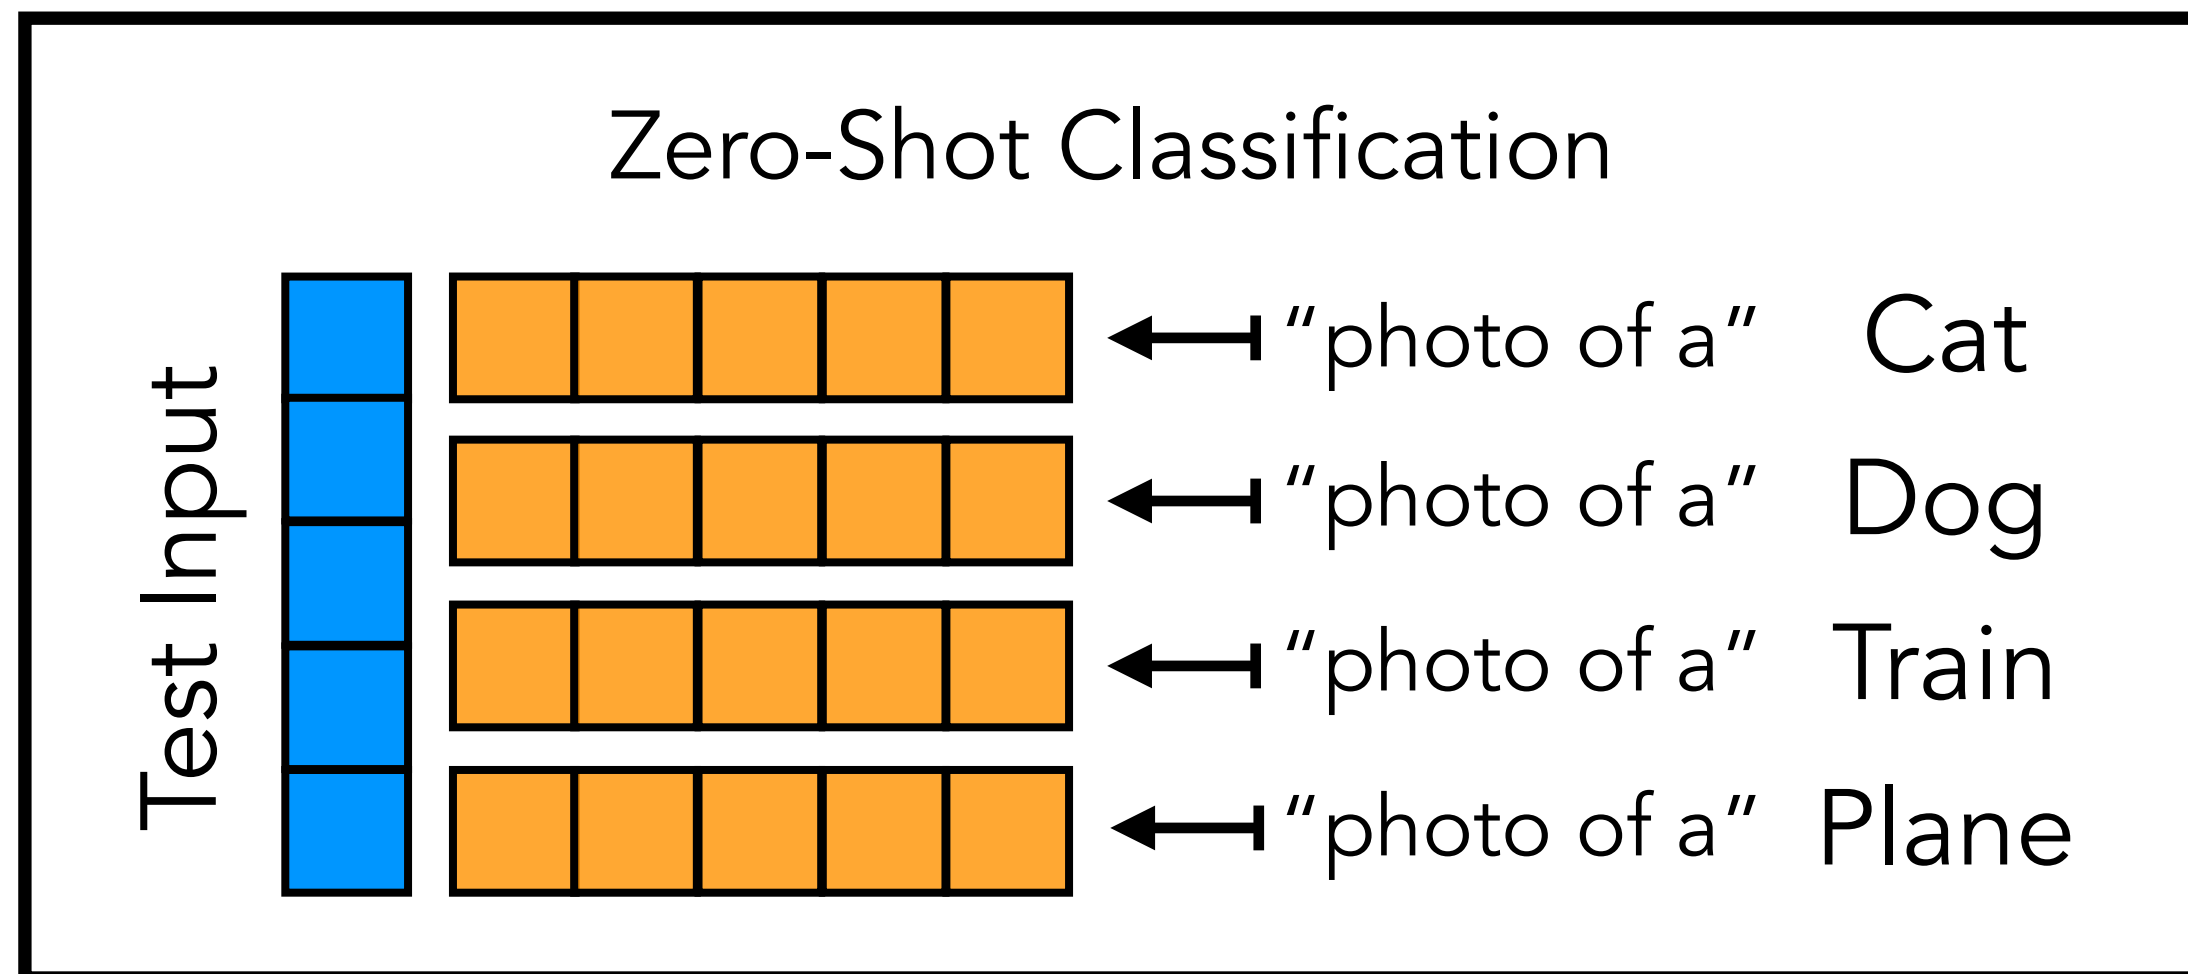 Zero-Shot Classification
Test Input
“photo of a” Cat
“photo of a” Dog
“photo of a” Train
“photo of a” Plane